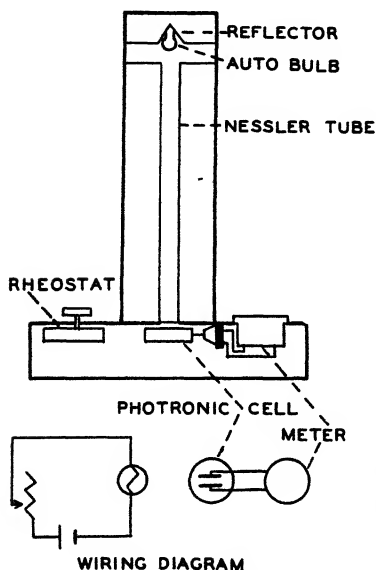 REFLECTOR
AUTO BULB
NESSLER TUBE
RHEOSTAT
PHOTRONIC CELL
METER
WIRING DIAGRAM